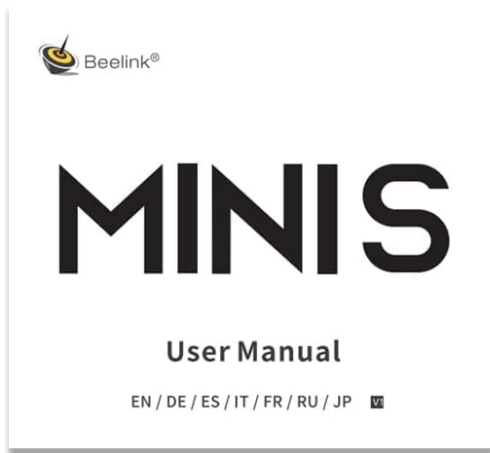 Beelink®
MINI S
User Manual
EN / DE / ES / IT / FR / RU / JP V1